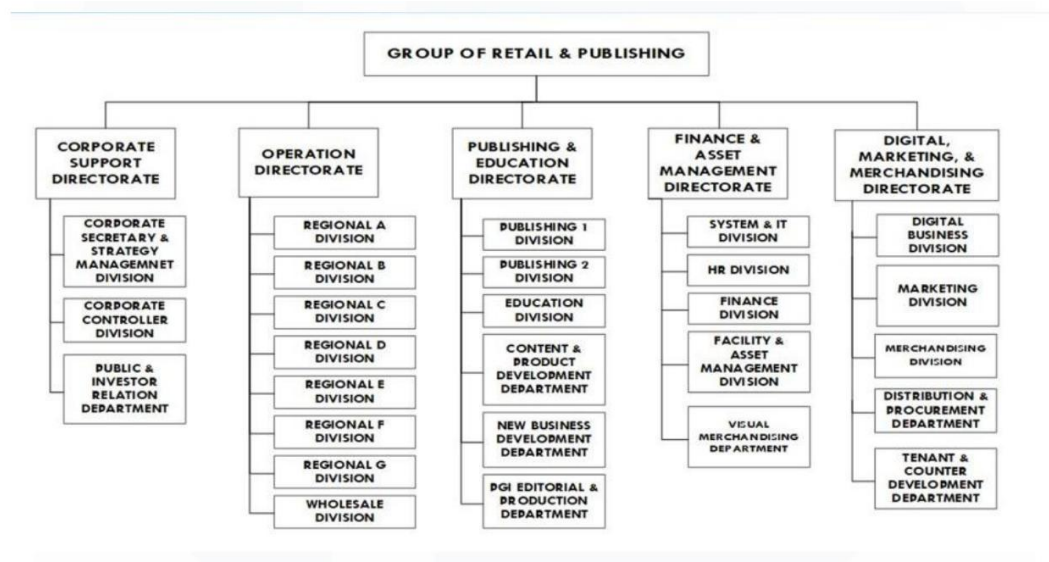 GROUP OF RETAIL & PUBLISHING
CORPORATE
SUPPORT
DIRECTORATE
CORPORATE
SECRETARY &
STRATEGY
MANAGEMNET
DIVISION
CORPORATE
CONTROLLER
DIVISION
PUBLIC &
INVESTOR
RELATION
DEPARTMENT
OPERATION
DIRECTORATE
REGIONAL A
DIVISION
REGIONAL B
DIVISION
REGIONAL C
DIVISION
REGIONAL D
DIVISION
REGIONAL E
DIVISION
REGIONAL F
DIVISION
REGIONAL G
DIVISION
WHOLESALE
DIVISION
PUBLISHING &
EDUCATION
DIRECTORATE
PUBLISHING 1
DIVISION
PUBLISHING 2
DIVISION
EDUCATION
DIVISION
CONTENT &
PRODUCT
DEVELOPMENT
DEPARTMENT
NEW BUSINESS
DEVELOPMENT
DEPARTMENT
PGI EDITORIAL &
PRODUCTION
DEPARTMENT
FINANCE &
ASSET
MANAGEMENT
DIRECTORATE
SYSTEM & IT
DIVISION
HR DIVISION
FINANCE
DIVISION
FACILITY &
ASSET
MANAGEMENT
DIVISION
VISUAL
MERCHANDISING
DEPARTMENT
DIGITAL,
MARKETING, &
MERCHANDISING
DIRECTORATE
DIGITAL
BUSINESS
DIVISION
MARKETING
DIVISION
MERCHANDISING
DIVISION
DISTRIBUTION &
PROCUREMENT
DEPARTMENT
TENANT &
COUNTER
DEVELOPMENT
DEPARTMENT